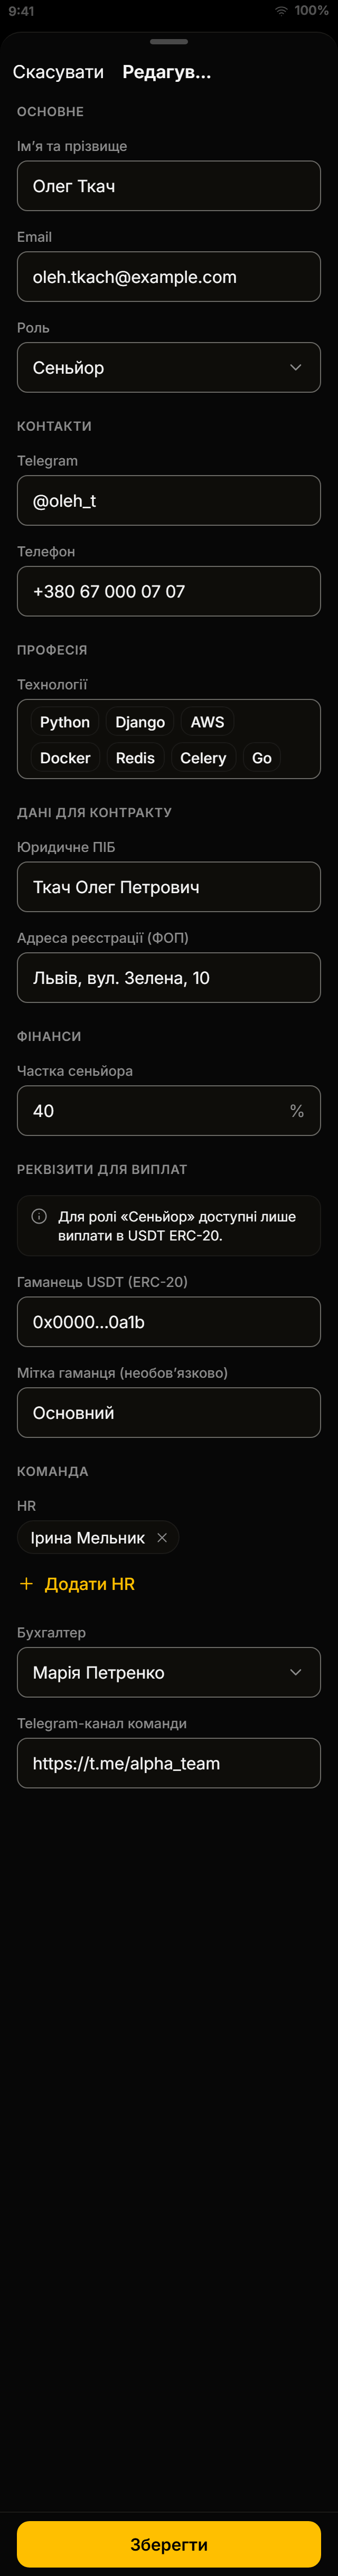 9:41
100%
Скасувати Редагув...
ОСНОВНЕ
Ім’я та прізвище
Олег Ткач
Email
oleh.tkach@example.com
Роль
Сеньйор
КОНТАКТИ
Telegram
@oleh_t
Телефон
+380 67 000 07 07
ПРОФЕСІЯ
Технології
Python Django AWS
Docker Redis Celery Go
ДАНІ ДЛЯ КОНТРАКТУ
Юридичне ПІБ
Ткач Олег Петрович
Адреса реєстрації (ФОП)
Львів, вул. Зелена, 10
ФІНАНСИ
Частка сеньйора
40 %
РЕКВІЗИТИ ДЛЯ ВИПЛАТ
Для ролі «Сеньйор» доступні лише
виплати в USDT ERC-20.
Гаманець USDT (ERC-20)
0x0000...0a1b
Мітка гаманця (необов’язково)
Основний
КОМАНДА
HR
Ірина Мельник
Додати HR
Бухгалтер
Марія Петренко
Telegram-канал команди
https://t.me/alpha_team
Зберегти